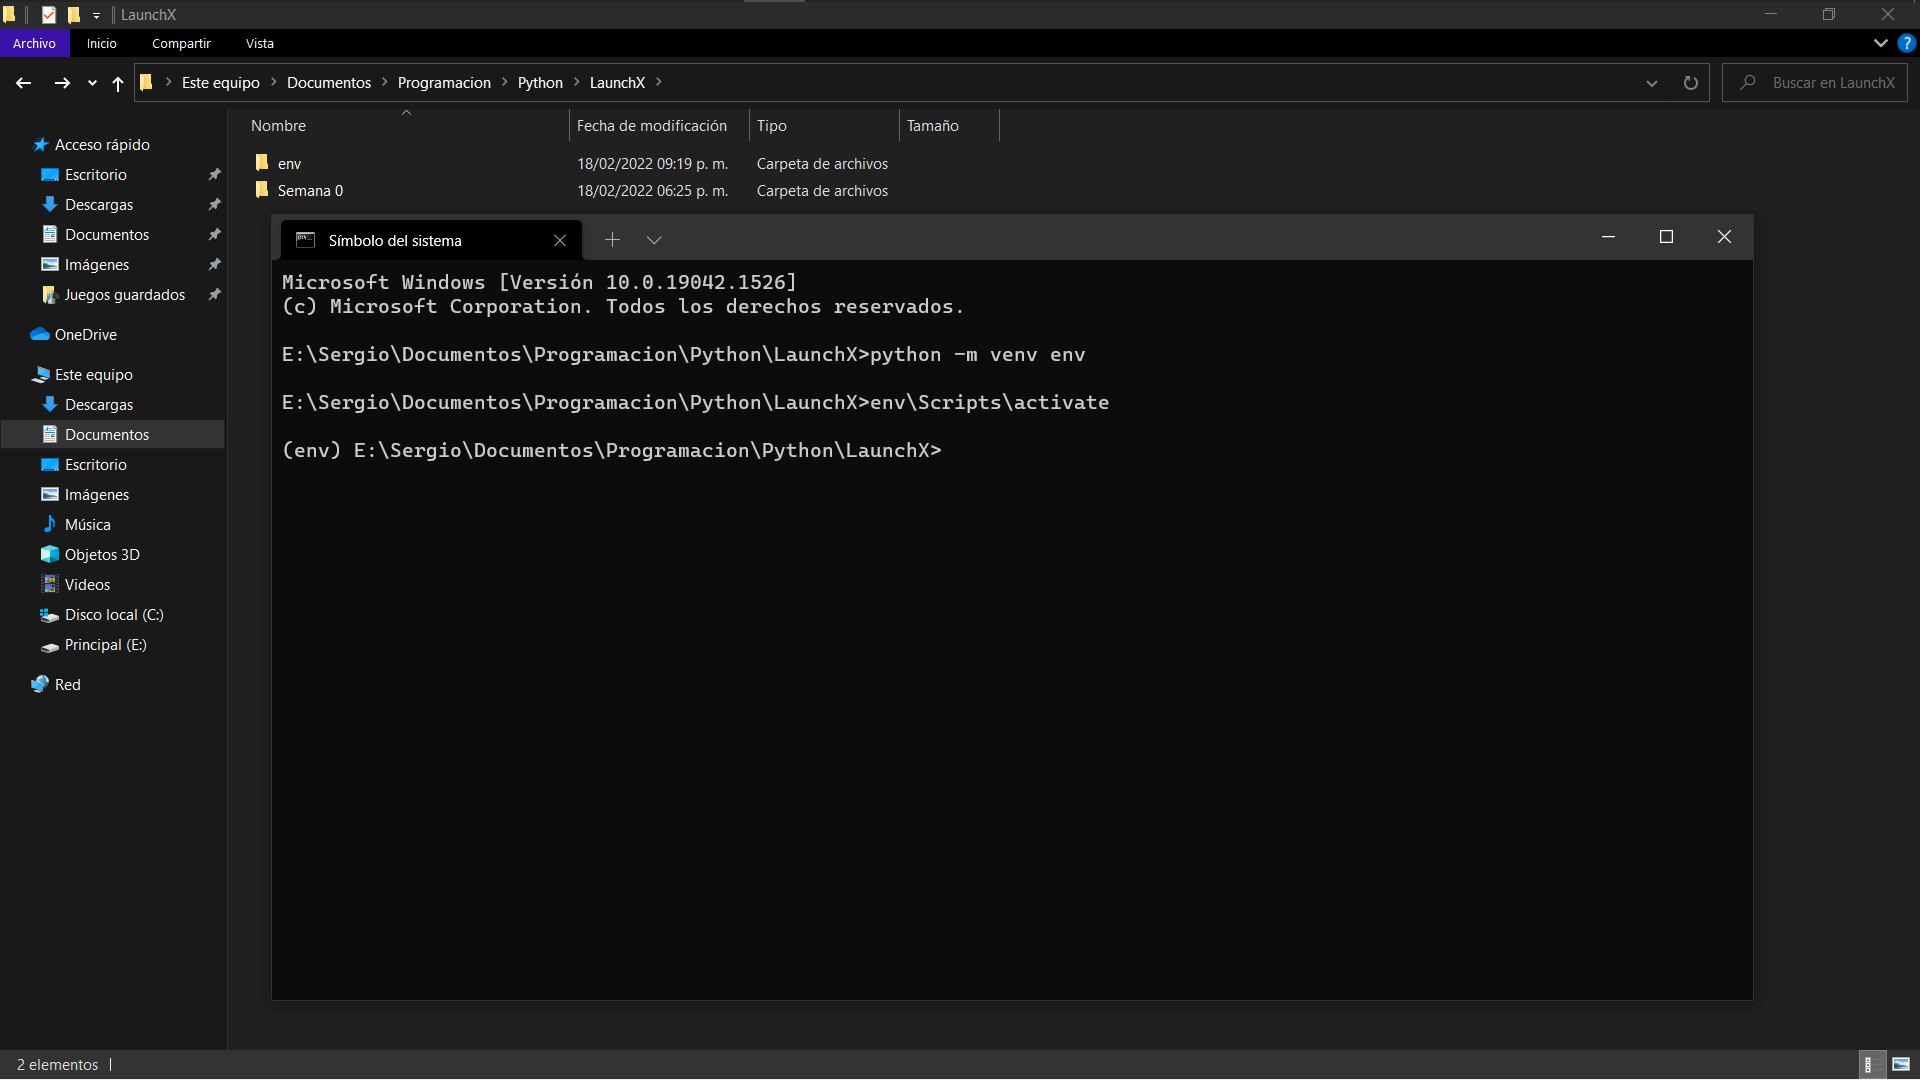 LaunchX
Archivo Inicio Compartir Vista
Este equipo Documentos Programacion Python LaunchX Buscar en LaunchX
Nombre Fecha de modificación Tipo Tamaño
env 18/02/2022 09:19 p. m. Carpeta de archivos
Semana 0 18/02/2022 06:25 p. m. Carpeta de archivos
Acceso rápido
Escritorio
Descargas
Documentos
Imágenes
Juegos guardados
OneDrive
Este equipo
Descargas
Documentos
Escritorio
Imágenes
Música
Objetos 3D
Videos
Disco local (C:)
Principal (E:)
Red
Símbolo del sistema
Microsoft Windows [Versión 10.0.19042.1526]
(c) Microsoft Corporation. Todos los derechos reservados.
E:\Sergio\Documentos\Programacion\Python\LaunchX>python -m venv env
E:\Sergio\Documentos\Programacion\Python\LaunchX>env\Scripts\activate
(env) E:\Sergio\Documentos\Programacion\Python\LaunchX>
2 elementos